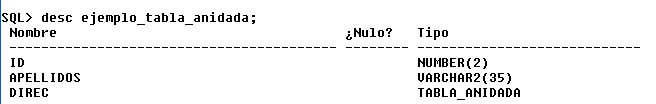 SQL> desc ejemplo_tabla_anidada;
Nombre ¿Nulo? Tipo
----------------------------------------- -------- ----------------------------
ID NUMBER(2)
APELLIDOS VARCHAR2(35)
DIREC TABLA_ANIDADA